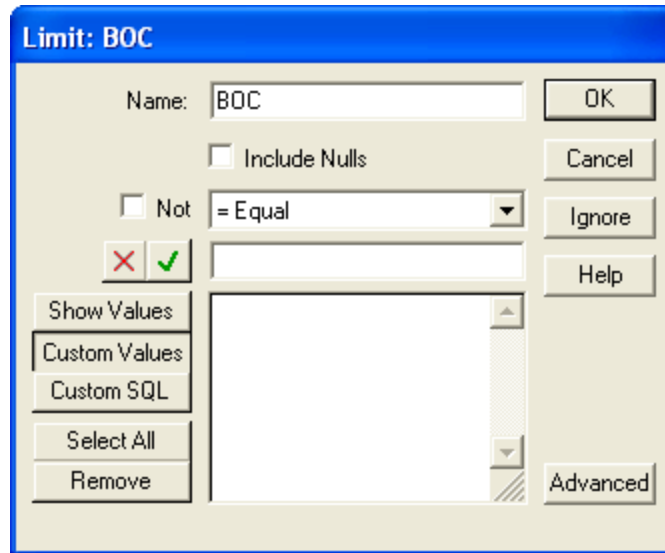 Limit: BOC
Name: BOC OK
Include Nulls Cancel
Not = Equal Ignore
Help
Show Values
Custom Values
Custom SQL
Select All
Remove Advanced